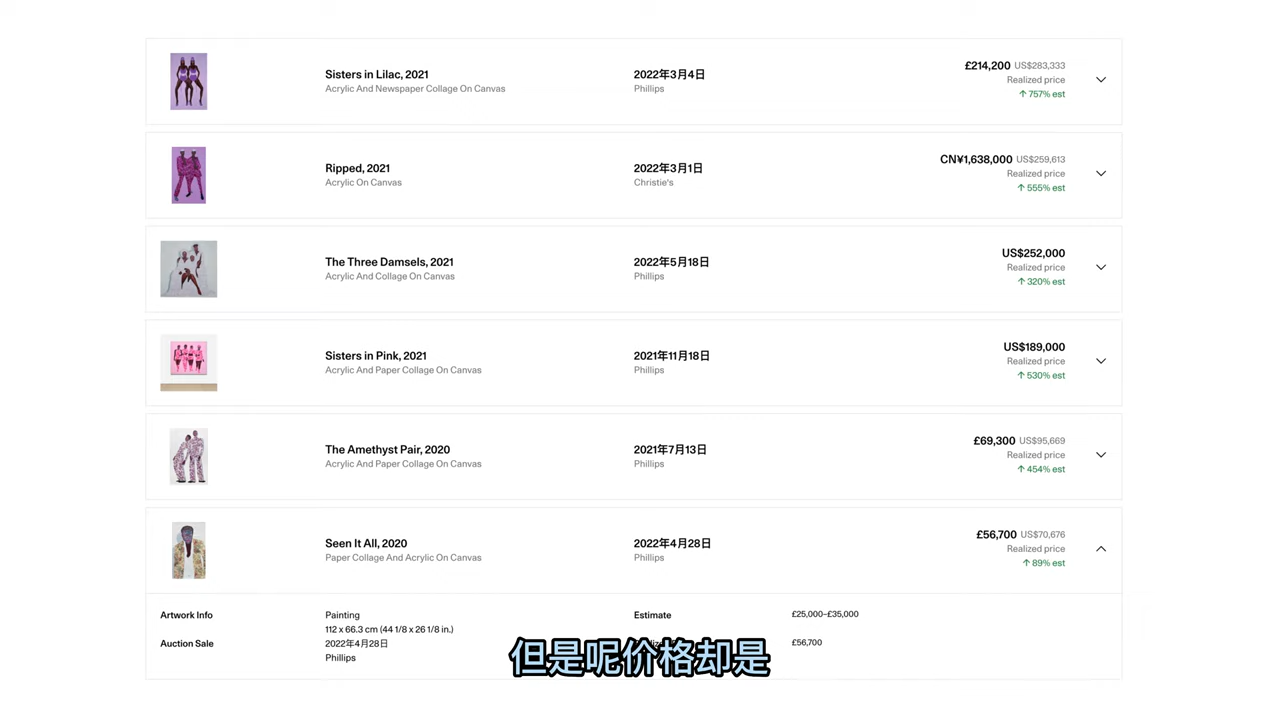 Sisters in Lilac, 2021
Acrylic And Newspaper Collage On Canvas
2022年3月4日
Phillips
£214,200 US$283,333
Realized price
↑ 757% est
Ripped, 2021
Acrylic On Canvas
2022年3月1日
Christie's
CN¥1,638,000 US$259,613
Realized price
↑ 555% est
The Three Damsels, 2021
Acrylic And Collage On Canvas
2022年5月18日
Phillips
US$252,000
Realized price
↑ 320% est
Sisters in Pink, 2021
Acrylic And Paper Collage On Canvas
2021年11月18日
Phillips
US$189,000
Realized price
↑ 530% est
The Amethyst Pair, 2020
Acrylic And Paper Collage On Canvas
2021年7月13日
Phillips
£69,300 US$95,669
Realized price
↑ 454% est
Seen It All, 2020
Paper Collage And Acrylic On Canvas
2022年4月28日
Phillips
£56,700 US$70,676
Realized price
↑ 89% est
Artwork Info
Painting
112 x 66.3 cm (44 1/8 x 26 1/8 in.)
Estimate
£25,000–£35,000
Auction Sale
2022年4月28日
Phillips
£56,700
但是呢价格却是